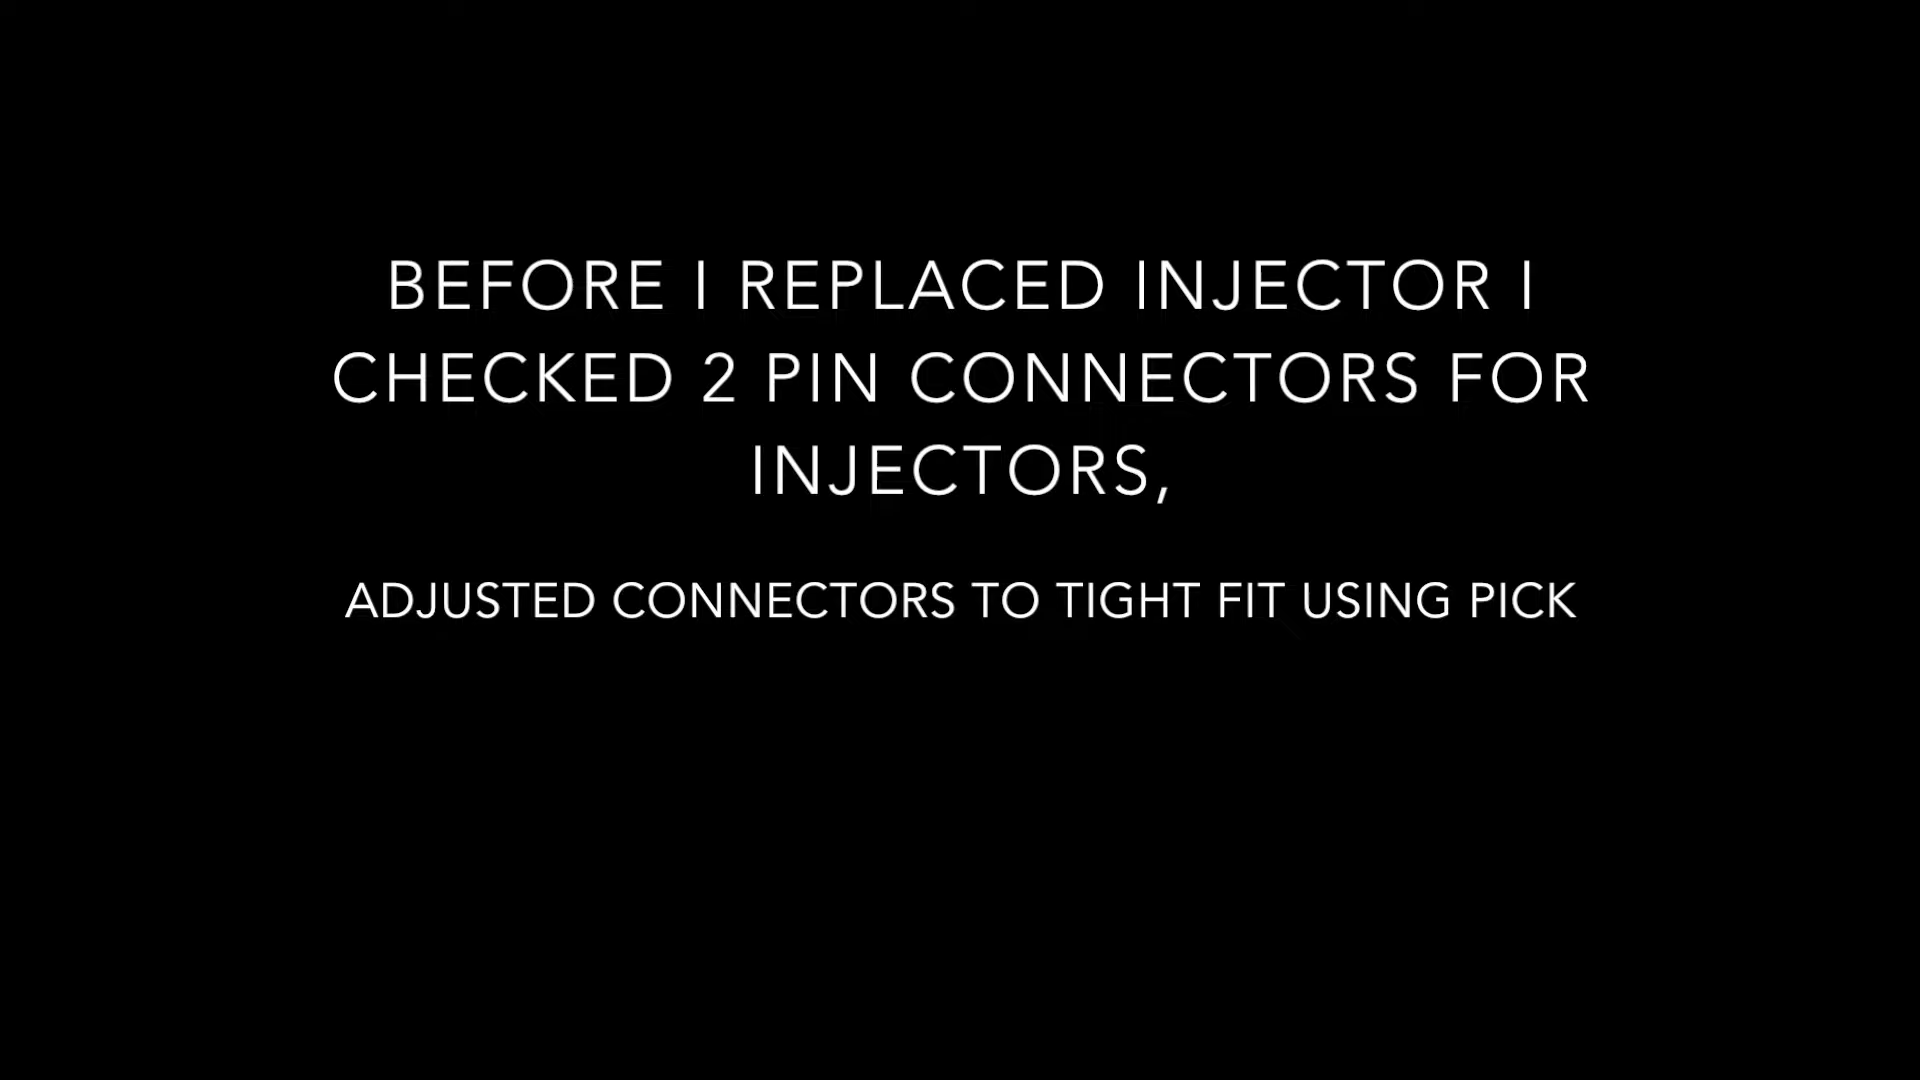 BEFORE I REPLACED INJECTOR I
CHECKED 2 PIN CONNECTORS FOR
INJECTORS,
ADJUSTED CONNECTORS TO TIGHT FIT USING PICK